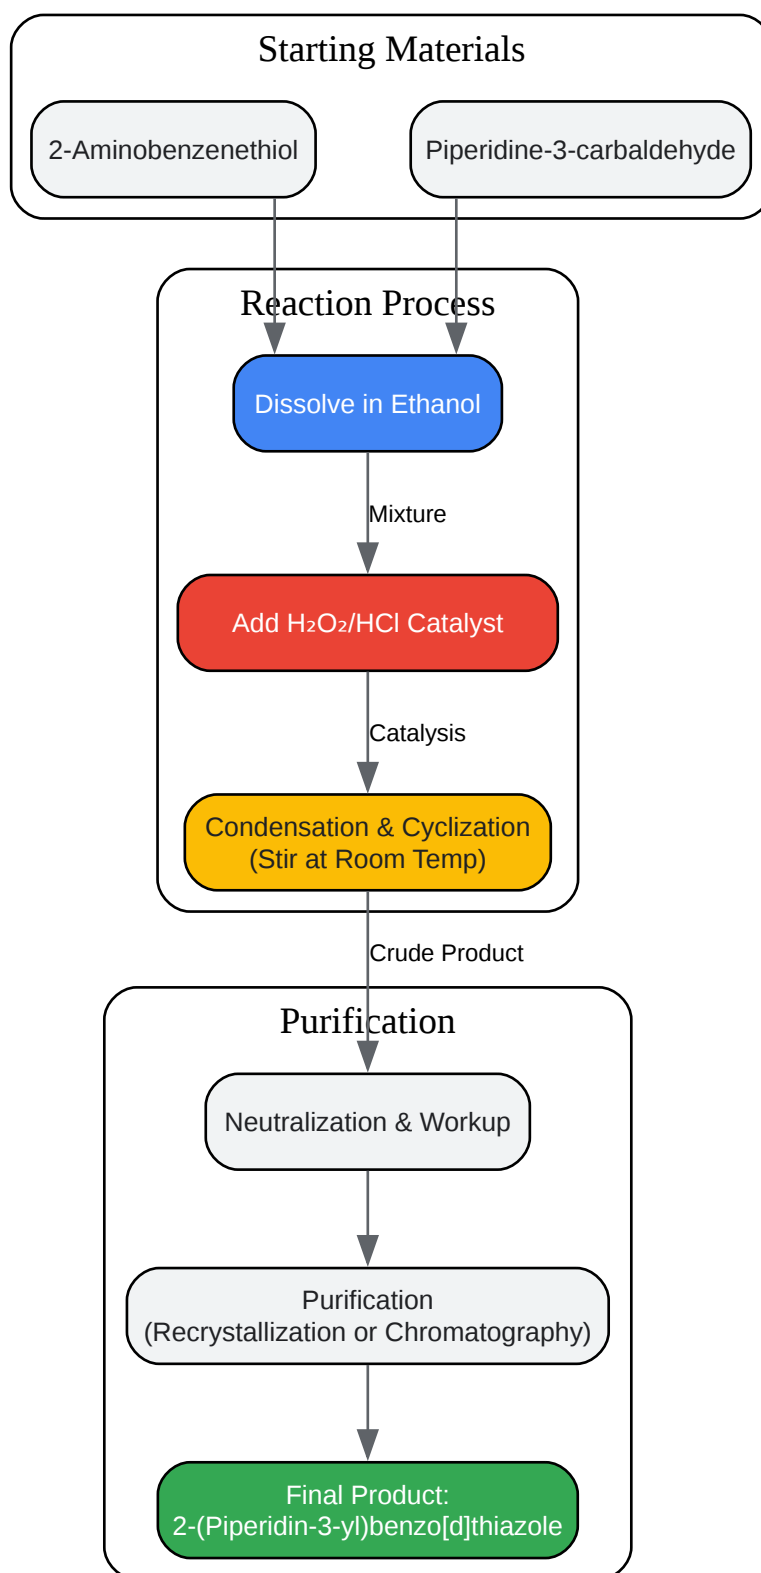 Starting Materials
2-Aminobenzenethiol
Piperidine-3-carbaldehyde
Reaction Process
Dissolve in Ethanol
Mixture
Add H₂O₂/HCl Catalyst
Catalysis
Condensation & Cyclization
(Stir at Room Temp)
Crude Product
Purification
Neutralization & Workup
Purification
(Recrystallization or Chromatography)
Final Product:
2-(Piperidin-3-yl)benzo[d]thiazole